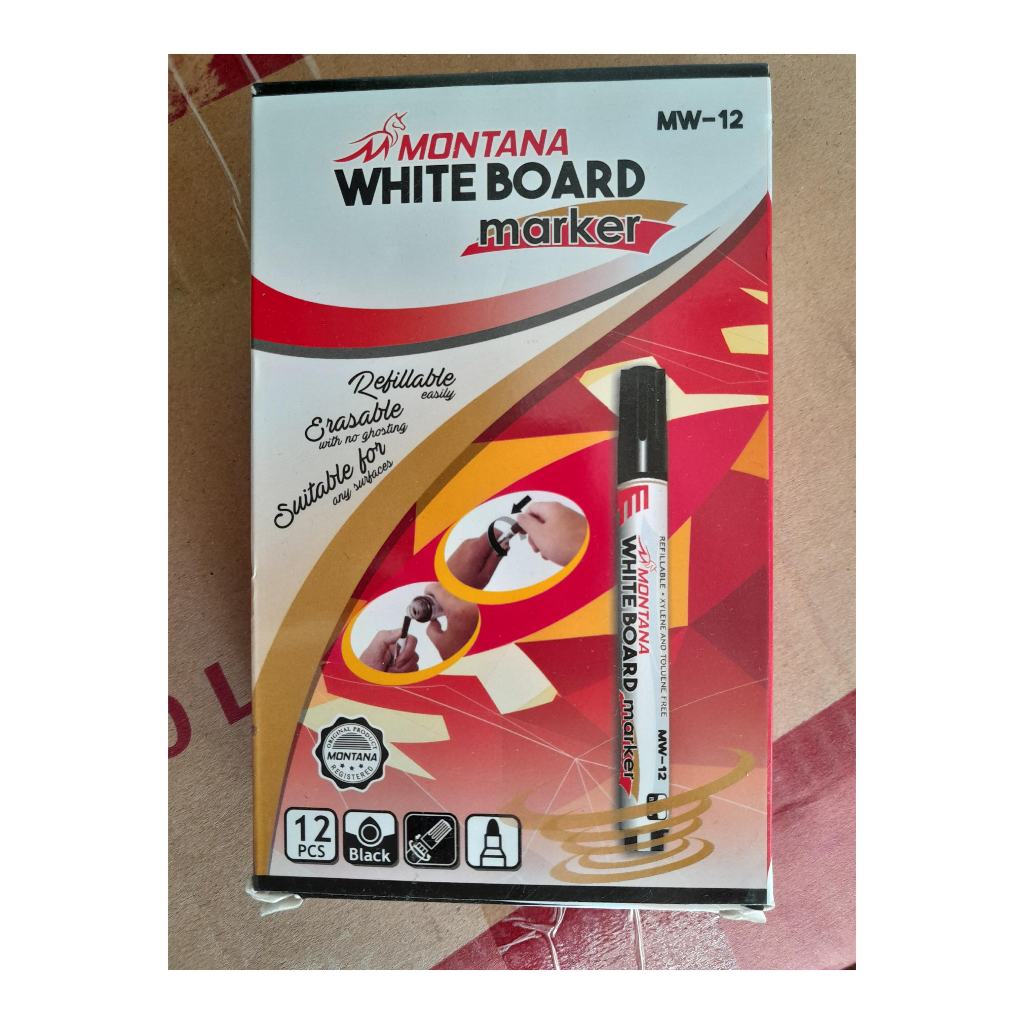 MW-12
MONTANA
WHITE BOARD
marker
Refillable
easily
Erasable
with no ghosting
Suitable for
any surfaces
REFILLABLE • XYLENE AND TOLUENE FREE
MONTANA
WHITE BOARD marker
MW-12
ORIGINAL PRODUCT
MONTANA
REGISTERED
12
PCS
Black
OL